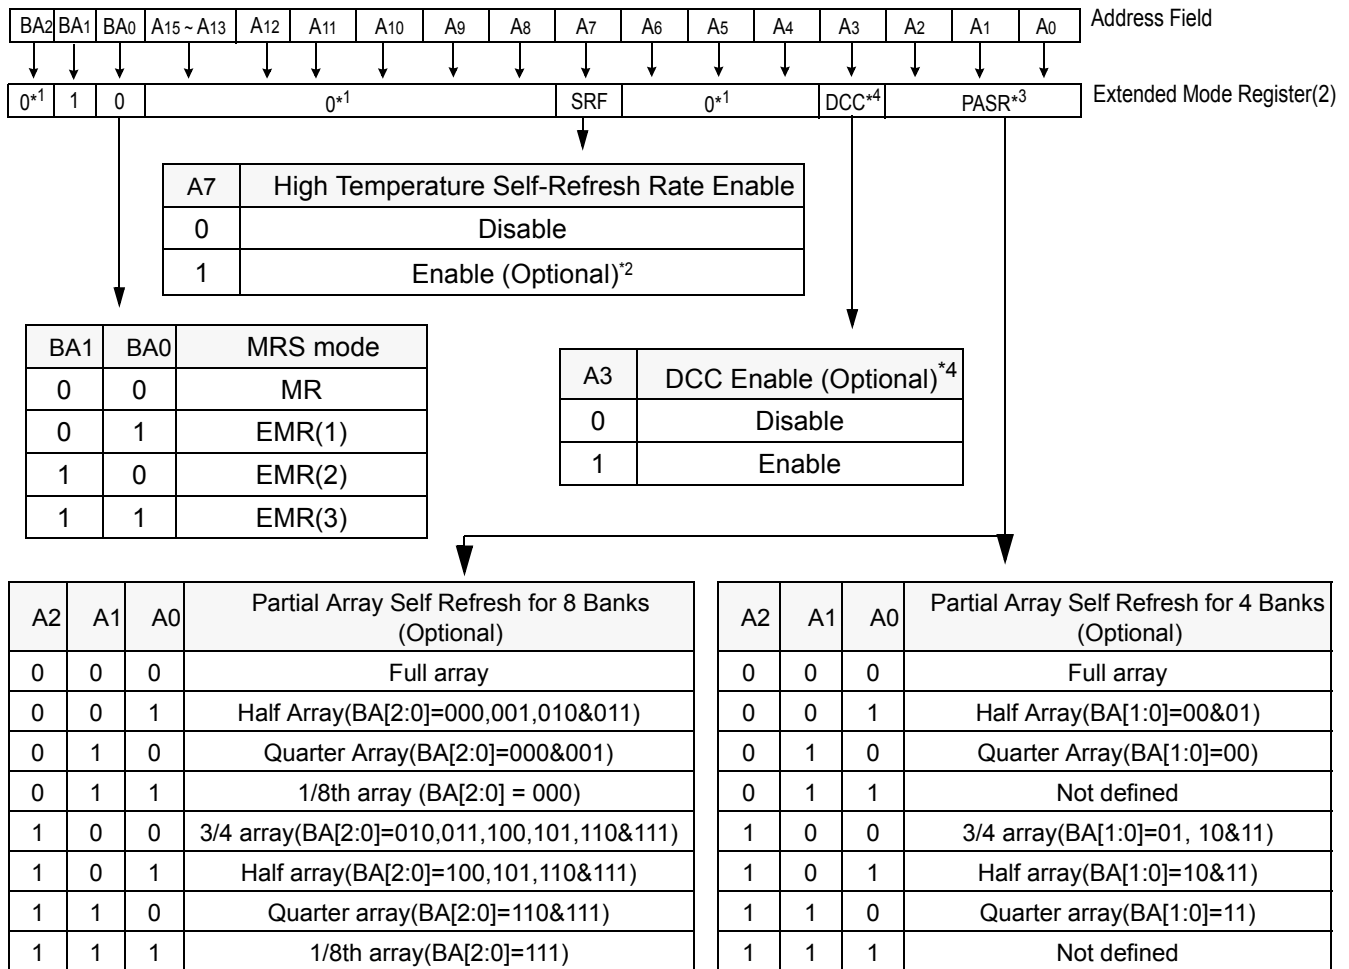 BA2 BA1 BA0 A15 ~ A13 A12 A11 A10 A9 A8 A7 A6 A5 A4 A3 A2 A1 A0 Address Field
0*1 1 0 0*1 SRF 0*1 DCC*4 PASR*3 Extended Mode Register(2)
A7 High Temperature Self-Refresh Rate Enable
0 Disable
1 Enable (Optional)*2
BA1 BA0 MRS mode
0 0 MR
0 1 EMR(1)
1 0 EMR(2)
1 1 EMR(3)
A3 DCC Enable (Optional)*4
0 Disable
1 Enable
A2 A1 A0 Partial Array Self Refresh for 8 Banks
(Optional)
0 0 0 Full array
0 0 1 Half Array(BA[2:0]=000,001,010&011)
0 1 0 Quarter Array(BA[2:0]=000&001)
0 1 1 1/8th array (BA[2:0] = 000)
1 0 0 3/4 array(BA[2:0]=010,011,100,101,110&111)
1 0 1 Half array(BA[2:0]=100,101,110&111)
1 1 0 Quarter array(BA[2:0]=110&111)
1 1 1 1/8th array(BA[2:0]=111)
A2 A1 A0 Partial Array Self Refresh for 4 Banks
(Optional)
0 0 0 Full array
0 0 1 Half Array(BA[1:0]=00&01)
0 1 0 Quarter Array(BA[1:0]=00)
0 1 1 Not defined
1 0 0 3/4 array(BA[1:0]=01, 10&11)
1 0 1 Half array(BA[1:0]=10&11)
1 1 0 Quarter array(BA[1:0]=11)
1 1 1 Not defined